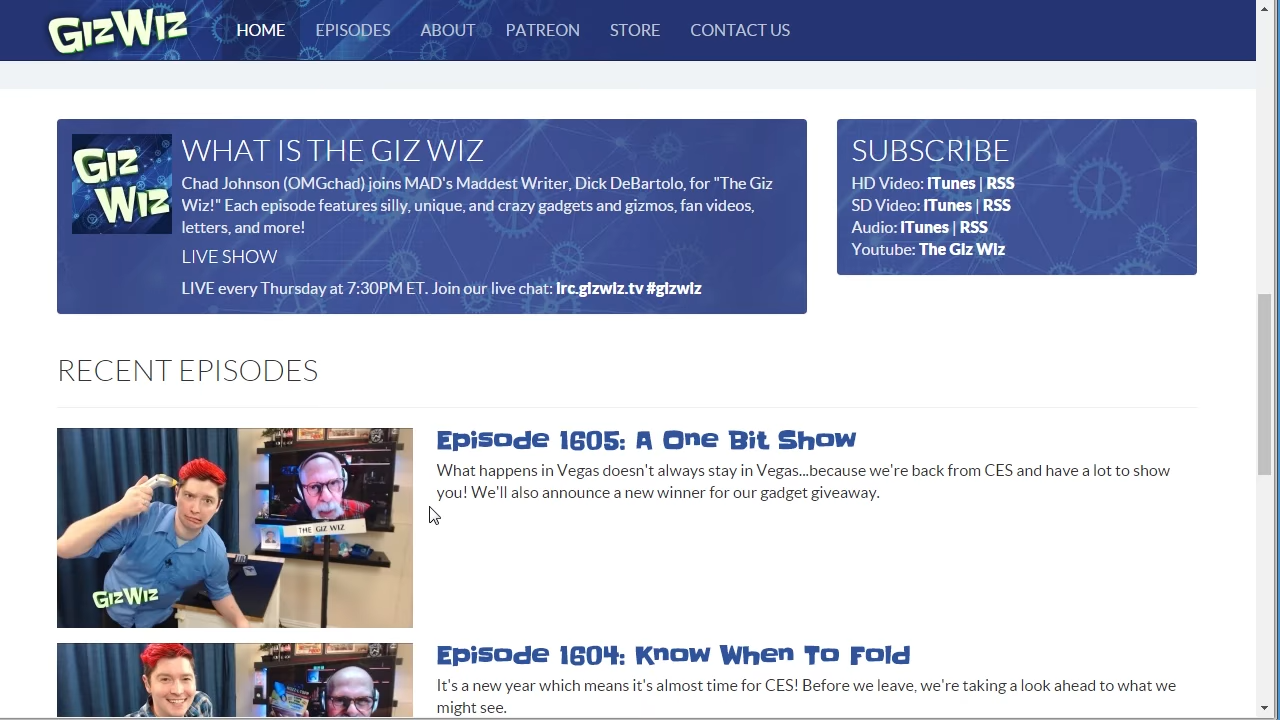 GizWiz
HOME EPISODES ABOUT PATREON STORE CONTACT US
Giz
Wiz
WHAT IS THE GIZ WIZ
Chad Johnson (OMGchad) joins MAD's Maddest Writer, Dick DeBartolo, for "The Giz
Wiz!" Each episode features silly, unique, and crazy gadgets and gizmos, fan videos,
letters, and more!
LIVE SHOW
LIVE every Thursday at 7:30PM ET. Join our live chat: irc.gizwiz.tv #gizwiz
SUBSCRIBE
HD Video: iTunes | RSS
SD Video: iTunes | RSS
Audio: iTunes | RSS
Youtube: The Giz Wiz
RECENT EPISODES
THE GIZ WIZ
GizWiz
Episode 1605: A One Bit Show
What happens in Vegas doesn't always stay in Vegas...because we're back from CES and have a lot to show
you! We'll also announce a new winner for our gadget giveaway.
Episode 1604: Know When To Fold
It's a new year which means it's almost time for CES! Before we leave, we're taking a look ahead to what we
might see.